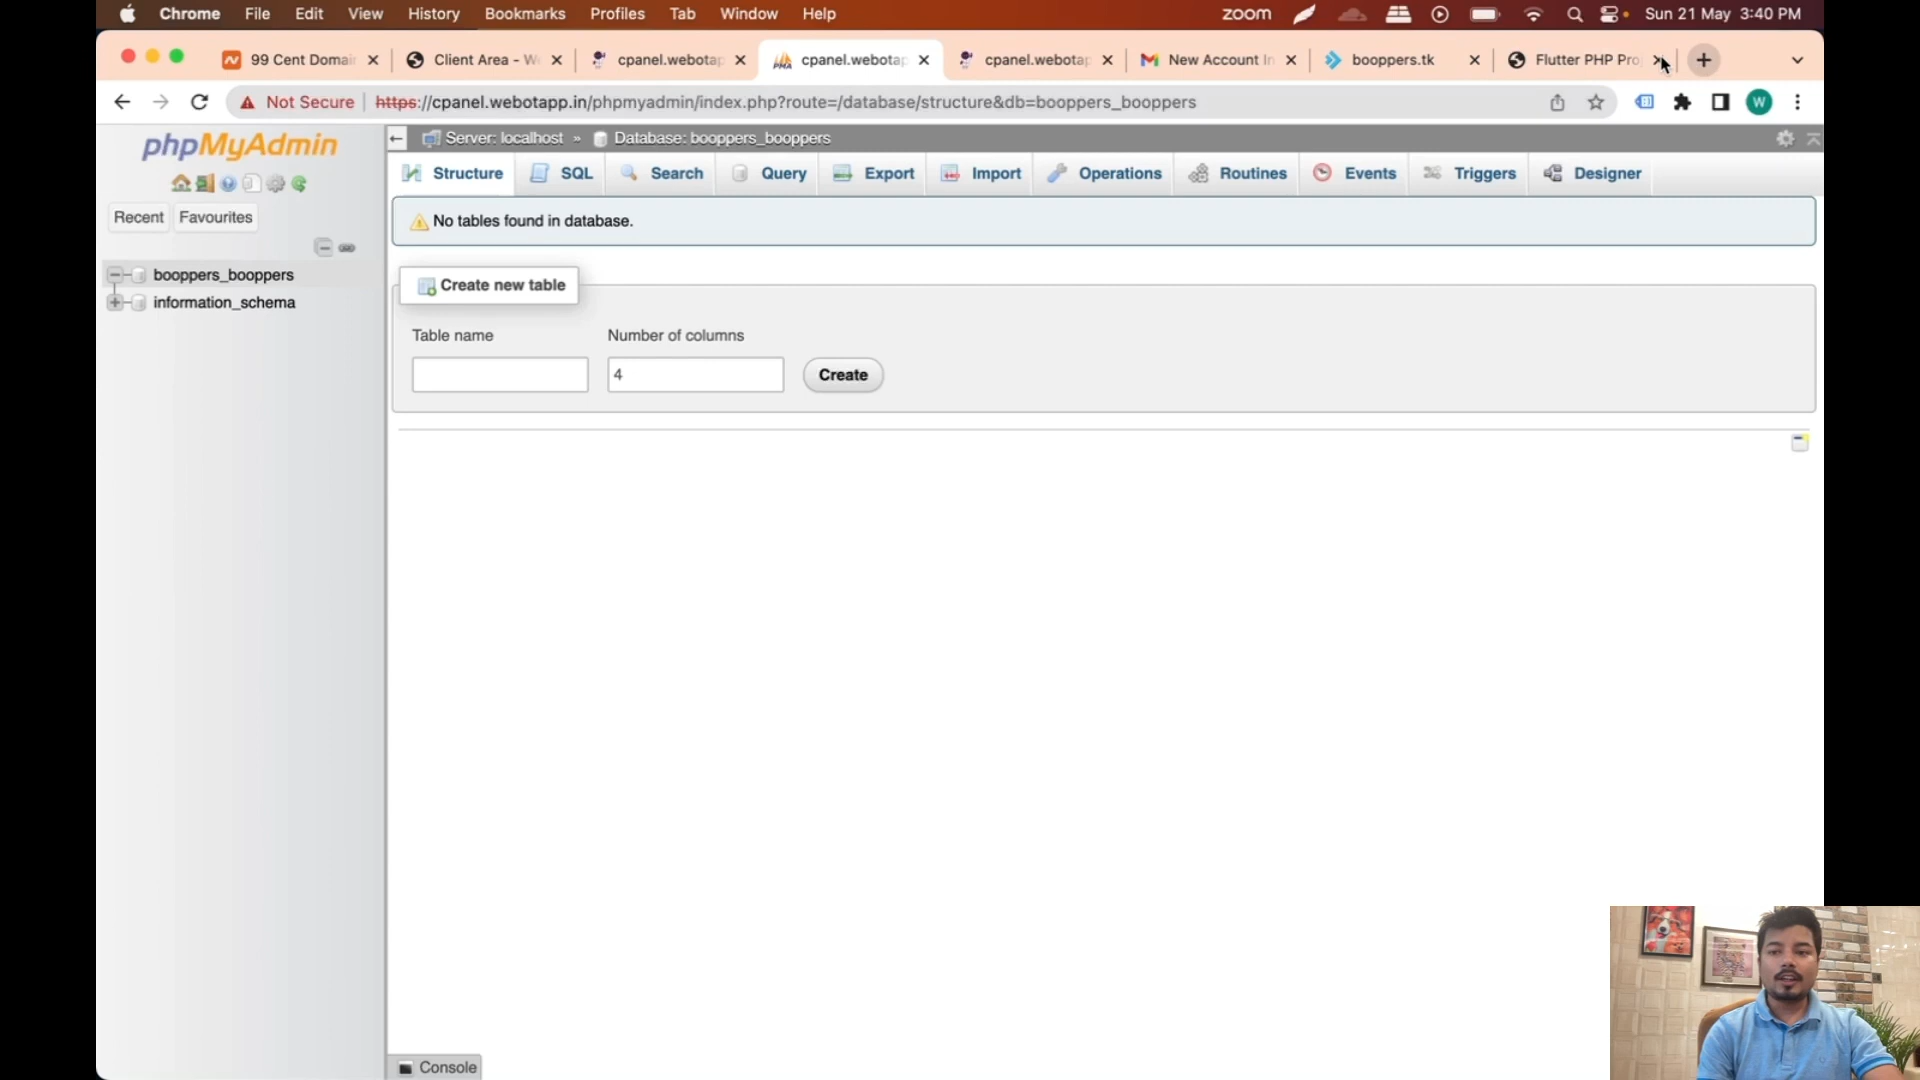 Chrome File Edit View History Bookmarks Profiles Tab Window Help zoom Sun 21 May 3:40 PM
99 Cent Domai Client Area - W cpanel.webotap cpanel.webotap cpanel.webotap New Account In booppers.tk Flutter PHP Pro
Not Secure https://cpanel.webotapp.in/phpmyadmin/index.php?route=/database/structure&db=booppers_booppers W
phpMyAdmin
Recent Favourites
booppers_booppers
information_schema
Server: localhost » Database: booppers_booppers
Structure SQL Search Query Export Import Operations Routines Events Triggers Designer
No tables found in database.
Create new table
Table name Number of columns
4 Create
Console